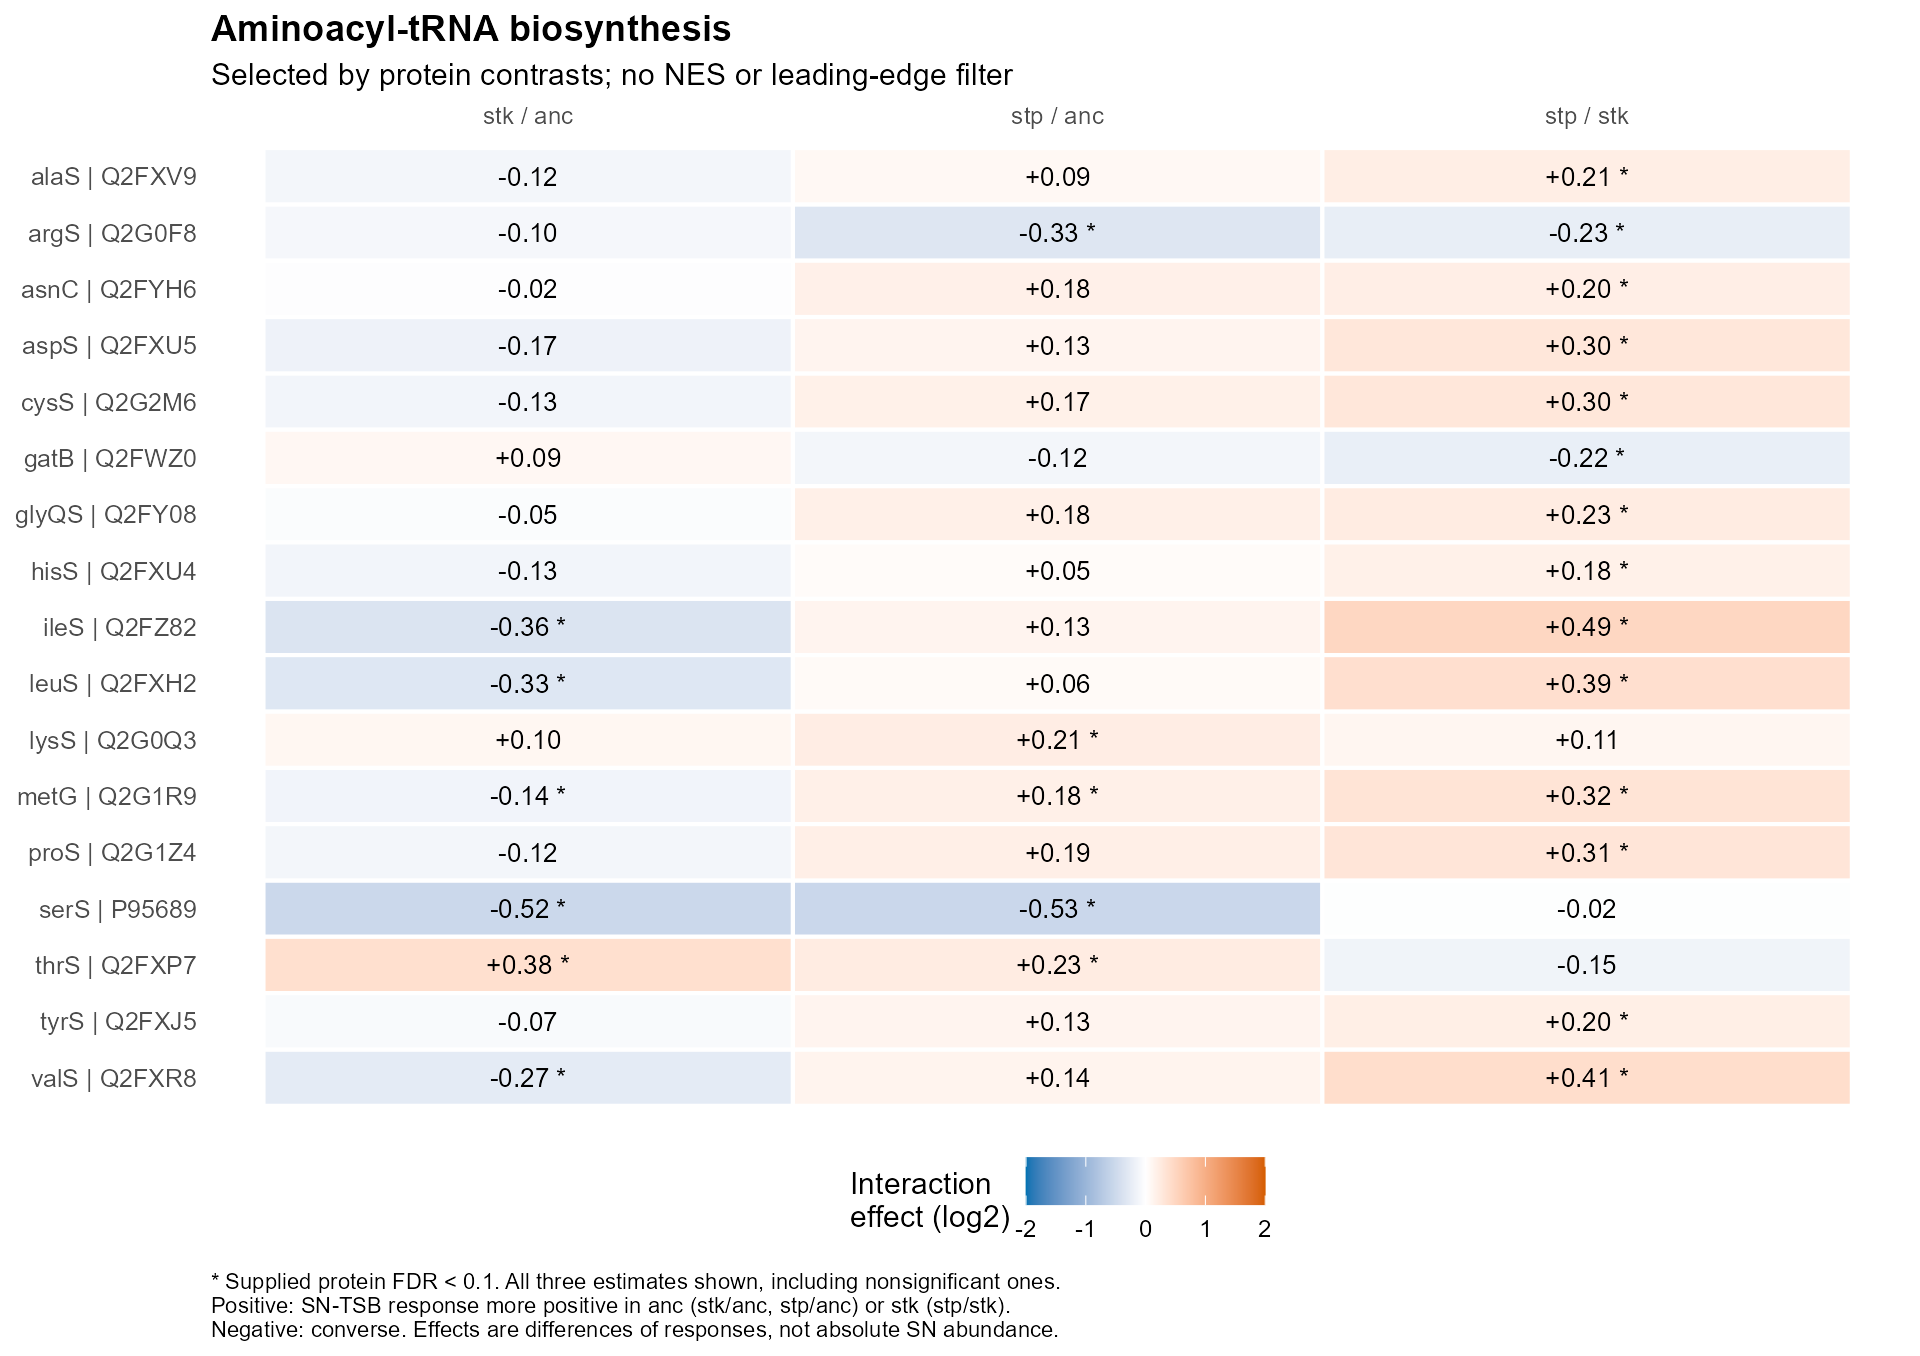 Aminoacyl-tRNA biosynthesis
Selected by protein contrasts; no NES or leading-edge filter
stk / anc stp / anc stp / stk
alaS | Q2FXV9 -0.12 +0.09 +0.21 *
argS | Q2G0F8 -0.10 -0.33 * -0.23 *
asnC | Q2FYH6 -0.02 +0.18 +0.20 *
aspS | Q2FXU5 -0.17 +0.13 +0.30 *
cysS | Q2G2M6 -0.13 +0.17 +0.30 *
gatB | Q2FWZ0 +0.09 -0.12 -0.22 *
glyQS | Q2FY08 -0.05 +0.18 +0.23 *
hisS | Q2FXU4 -0.13 +0.05 +0.18 *
ileS | Q2FZ82 -0.36 * +0.13 +0.49 *
leuS | Q2FXH2 -0.33 * +0.06 +0.39 *
lysS | Q2G0Q3 +0.10 +0.21 * +0.11
metG | Q2G1R9 -0.14 * +0.18 * +0.32 *
proS | Q2G1Z4 -0.12 +0.19 +0.31 *
serS | P95689 -0.52 * -0.53 * -0.02
thrS | Q2FXP7 +0.38 * +0.23 * -0.15
tyrS | Q2FXJ5 -0.07 +0.13 +0.20 *
valS | Q2FXR8 -0.27 * +0.14 +0.41 *
Interaction
effect (log2)
-2 -1 0 1 2
* Supplied protein FDR < 0.1. All three estimates shown, including nonsignificant ones.
Positive: SN-TSB response more positive in anc (stk/anc, stp/anc) or stk (stp/stk).
Negative: converse. Effects are differences of responses, not absolute SN abundance.